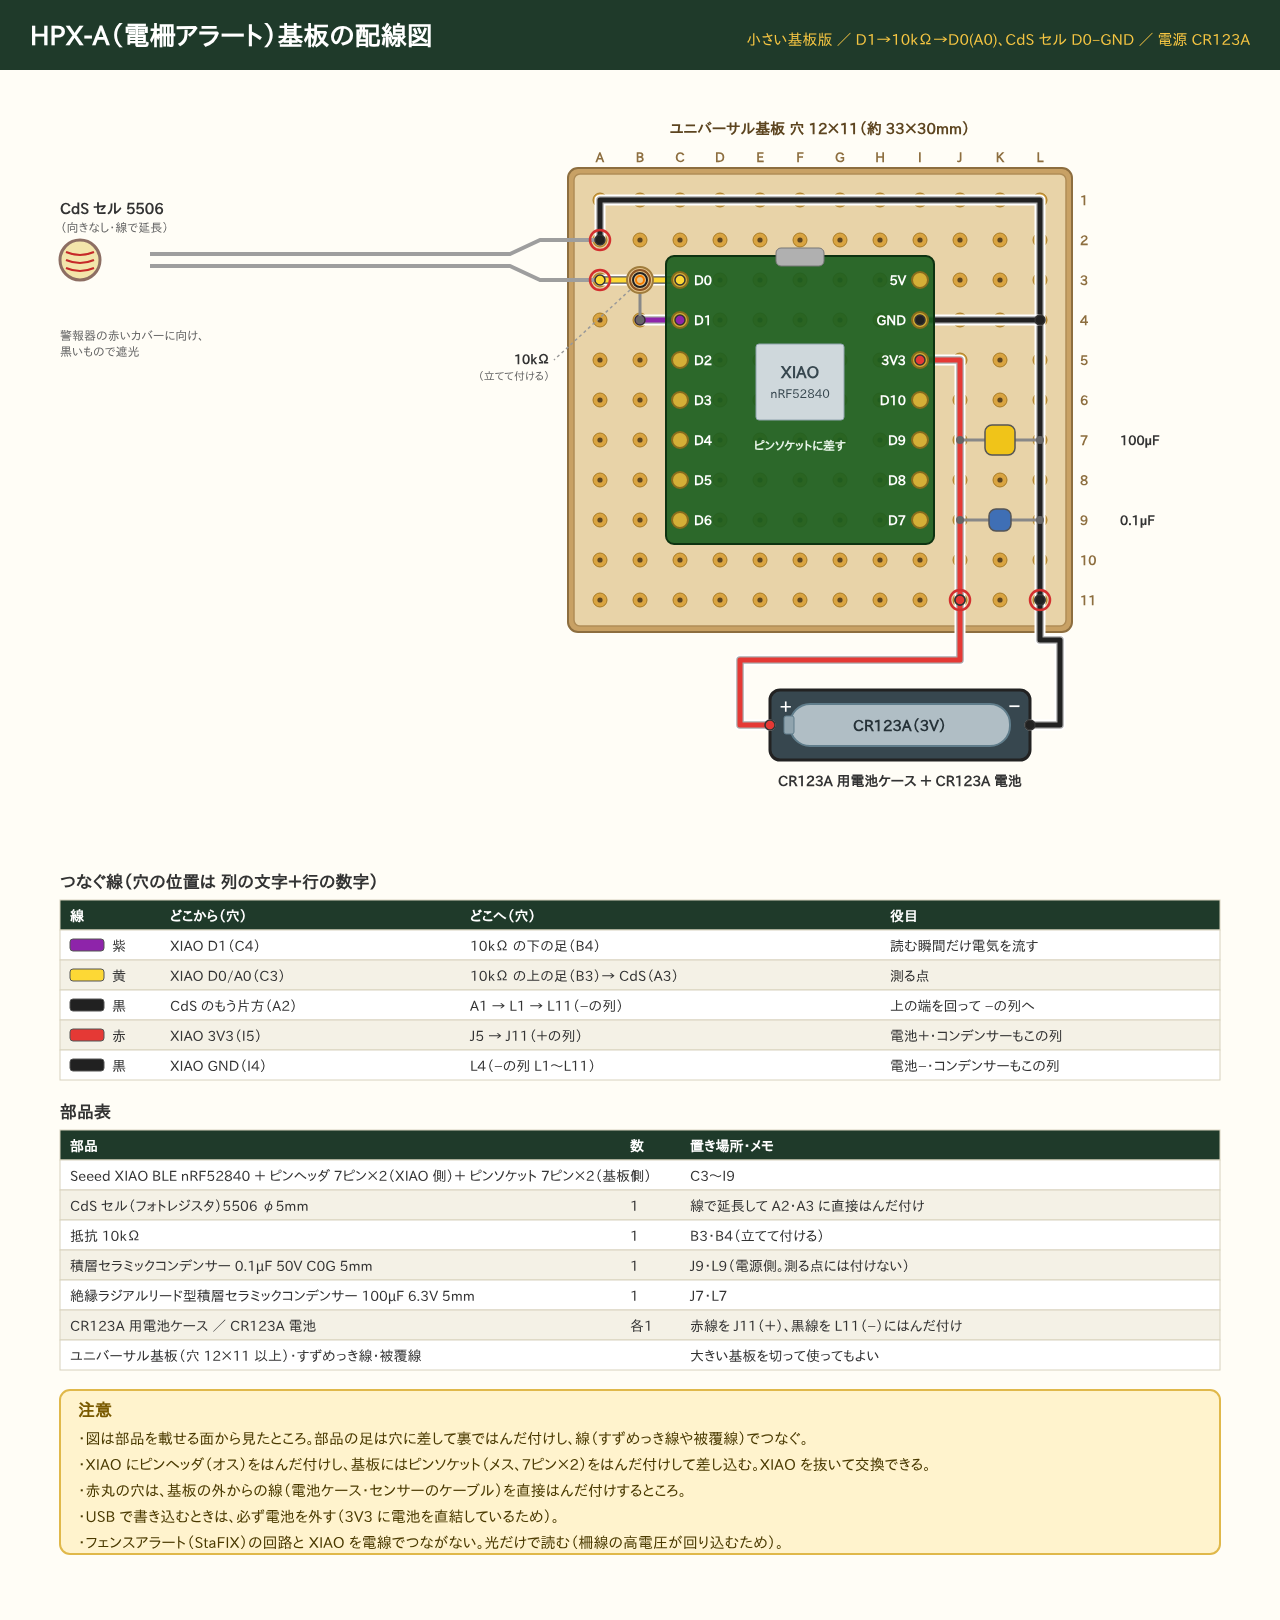 HPX-A（電柵アラート）基板の配線図
小さい基板版 ／ D1→10kΩ→D0(A0)、CdS セル D0–GND ／ 電源 CR123A
ユニバーサル基板 穴 12×11（約 33×30mm）
A B C D E F G H I J K L
1
2
3
4
5
6
7
8
9
10
11
CdS セル 5506
（向きなし・線で延長）
警報器の赤いカバーに向け、
黒いもので遮光
10kΩ
（立てて付ける）
D0
D1
D2
D3
D4
D5
D6
5V
GND
3V3
D10
D9
D8
D7
XIAO
nRF52840
ピンソケットに差す
100µF
0.1µF
+ −
CR123A（3V）
CR123A 用電池ケース ＋ CR123A 電池
つなぐ線（穴の位置は 列の文字＋行の数字）
線 どこから（穴） どこへ（穴） 役目
紫 XIAO D1（C4） 10kΩ の下の足（B4） 読む瞬間だけ電気を流す
黄 XIAO D0/A0（C3） 10kΩ の上の足（B3）→ CdS（A3） 測る点
黒 CdS のもう片方（A2） A1 → L1 → L11（−の列） 上の端を回って −の列へ
赤 XIAO 3V3（I5） J5 → J11（＋の列） 電池＋・コンデンサーもこの列
黒 XIAO GND（I4） L4（−の列 L1〜L11） 電池−・コンデンサーもこの列
部品表
部品 数 置き場所・メモ
Seeed XIAO BLE nRF52840 ＋ ピンヘッダ 7ピン×2（XIAO 側）＋ ピンソケット 7ピン×2（基板側） C3〜I9
CdS セル（フォトレジスタ）5506 φ5mm 1 線で延長して A2・A3 に直接はんだ付け
抵抗 10kΩ 1 B3・B4（立てて付ける）
積層セラミックコンデンサー 0.1µF 50V C0G 5mm 1 J9・L9（電源側。測る点には付けない）
絶縁ラジアルリード型積層セラミックコンデンサー 100µF 6.3V 5mm 1 J7・L7
CR123A 用電池ケース ／ CR123A 電池 各1 赤線を J11（＋）、黒線を L11（−）にはんだ付け
ユニバーサル基板（穴 12×11 以上）・すずめっき線・被覆線 大きい基板を切って使ってもよい
注意
・図は部品を載せる面から見たところ。部品の足は穴に差して裏ではんだ付けし、線（すずめっき線や被覆線）でつなぐ。
・XIAO にピンヘッダ（オス）をはんだ付けし、基板にはピンソケット（メス、7ピン×2）をはんだ付けして差し込む。XIAO を抜いて交換できる。
・赤丸の穴は、基板の外からの線（電池ケース・センサーのケーブル）を直接はんだ付けするところ。
・USB で書き込むときは、必ず電池を外す（3V3 に電池を直結しているため）。
・フェンスアラート（StaFIX）の回路と XIAO を電線でつながない。光だけで読む（柵線の高電圧が回り込むため）。